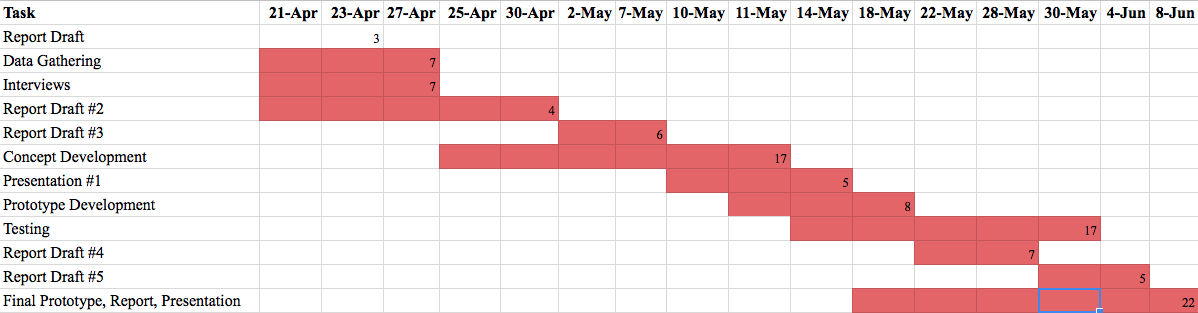 Task 21-Apr 23-Apr 27-Apr 25-Apr 30-Apr 2-May 7-May 10-May 11-May 14-May 18-May 22-May 28-May 30-May 4-Jun 8-Jun
Report Draft 3
Data Gathering 7
Interviews 7
Report Draft #2 4
Report Draft #3 6
Concept Development 17
Presentation #1 5
Prototype Development 8
Testing 17
Report Draft #4 7
Report Draft #5 5
Final Prototype, Report, Presentation 22